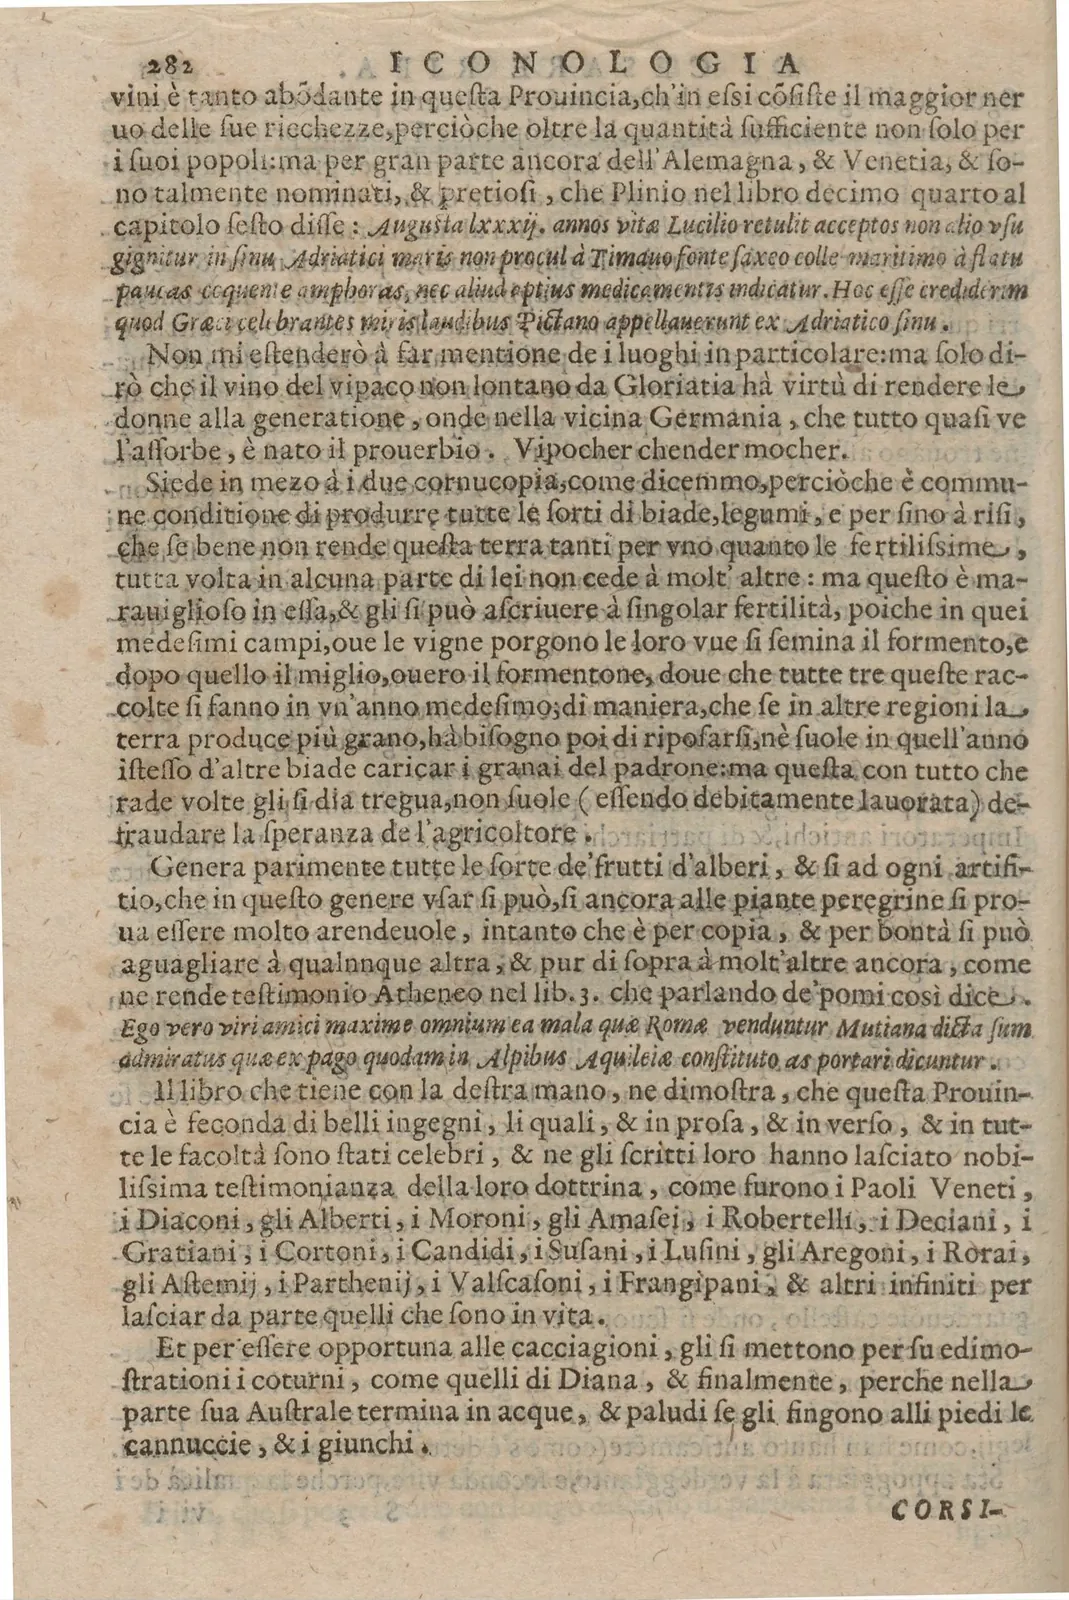 282 ICONOLOGIA
vini è tanto abõdante in queſta Prouincia,ch'in eſsi cõſiſte il maggior ner
uo delle ſue ricchezze,perciòche oltre la quantità ſufficiente non ſolo per
i ſuoi popoli:ma per gran parte ancora dell'Alemagna, & Venetia, & ſo-
no talmente nominati, & pretioſi, che Plinio nel libro decimo quarto al
capitolo ſeſto diſſe: Auguſta lxxxij. annos vitæ Lucilio retulit acceptos non alio vſu
gignitur in ſinu Adriatici maris non procul à Timauo fonte ſaxeo colle maritimo à flatu
paucas coquente amphoras, nec aliud aptius medicamentis indicatur. Hoc eſſe crediderim
quod Græci celebrantes miris laudibus Pictano appellauerunt ex Adriatico ſinu.
Non mi eſtenderò à far mentione de i luoghi in particolare:ma ſolo di-
rò che il vino del vipaco non lontano da Gloriatia hà virtù di rendere le
donne alla generatione, onde nella vicina Germania, che tutto quaſi ve
l'aſſorbe, è nato il prouerbio. Vipocher chender mocher.
Siede in mezo à i due cornucopia,come dicemmo,perciòche è commu-
ne conditione di produrre tutte le ſorti di biade,legumi, e per ſino à riſi,
che ſe bene non rende queſta terra tanti per vno quanto le fertiliſsime,
tutta volta in alcuna parte di lei non cede à molt' altre: ma queſto è ma-
rauiglioſo in eſſa,& gli ſi può aſcriuere à ſingolar fertilità, poiche in quei
medeſimi campi,oue le vigne porgono le loro vue ſi ſemina il formento,e
dopo quello il miglio,ouero il formentone, doue che tutte tre queſte rac-
colte ſi fanno in vn'anno medeſimo;di maniera,che ſe in altre regioni la
terra produce più grano,hà biſogno poi di ripoſarſi,nè ſuole in quell'anno
iſteſſo d'altre biade caricar i granai del padrone:ma queſta con tutto che
rade volte gli ſi dia tregua,non ſuole (eſſendo debitamente lauorata) de-
fraudare la ſperanza de l'agricoltore.
Genera parimente tutte le ſorte de'frutti d'alberi, & ſi ad ogni artifi-
tio,che in queſto genere vſar ſi può,ſi ancora alle piante peregrine ſi pro-
ua eſſere molto arendeuole, intanto che è per copia, & per bontà ſi può
aguagliare à qualunque altra, & pur di ſopra à molt'altre ancora, come
ne rende teſtimonio Atheneo nel lib. 3. che parlando de'pomi così dice.
Ego vero viri amici maxime omnium ea mala quæ Romæ venduntur Mutiana dicta ſum
admiratus quæ ex pago quodam in Alpibus Aquileiæ conſtituto as portari dicuntur.
Il libro che tiene con la deſtra mano, ne dimoſtra, che queſta Prouin-
cia è feconda di belli ingegni, li quali, & in proſa, & in verſo, & in tut-
te le facoltà ſono ſtati celebri, & ne gli ſcritti loro hanno laſciato nobi-
liſsima teſtimonianza della loro dottrina, come furono i Paoli Veneti,
i Diaconi, gli Alberti, i Moroni, gli Amaſei, i Robertelli, i Deciani, i
Gratiani, i Cortoni, i Candidi, i Suſani, i Luſini, gli Aregoni, i Rorai,
gli Aſtemij, i Parthenij, i Valſcaſoni, i Frangipani, & altri infiniti per
laſciar da parte quelli che ſono in vita.
Et per eſſere opportuna alle cacciagioni, gli ſi mettono per ſu edimo-
ſtrationi i coturni, come quelli di Diana, & finalmente, perche nella
parte ſua Auſtrale termina in acque, & paludi ſe gli fingono alli piedi le
cannuccie, & i giunchi.
CORSI-